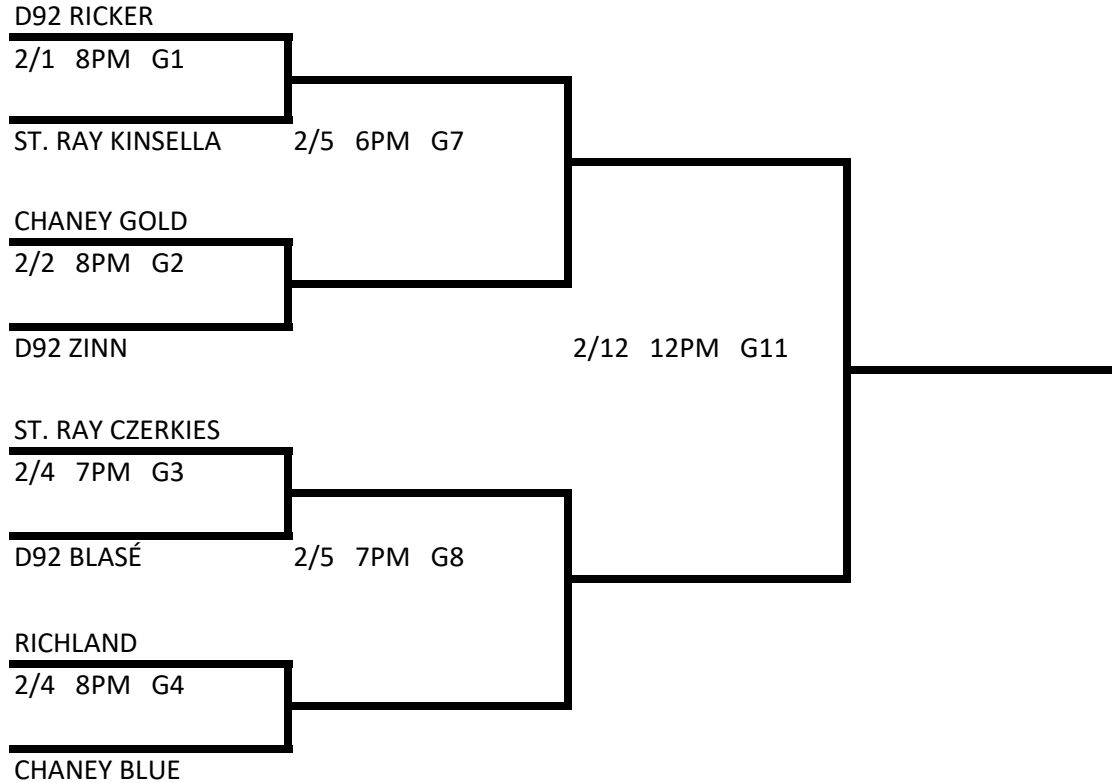 D92 RICKER
2/1 8PM G1
ST. RAY KINSELLA 2/5 6PM G7
CHANEY GOLD
2/2 8PM G2
D92 ZINN 2/12 12PM G11
ST. RAY CZERKIES
2/4 7PM G3
D92 BLASÉ 2/5 7PM G8
RICHLAND
2/4 8PM G4
CHANEY BLUE